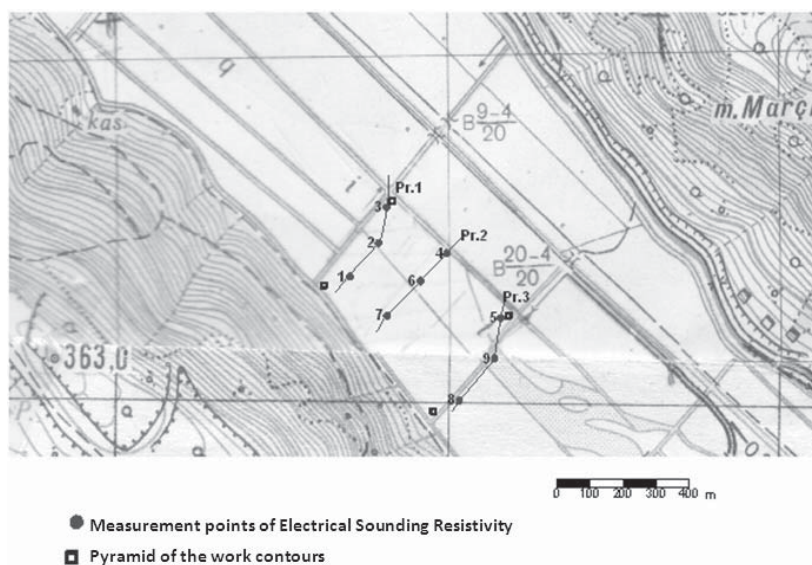 kas.
q
i
B 9-4
20
m. Març
Pr.1
3
2
1
Pr.2
4
6
7
B 20-4
20
Pr.3
5
9
8
363,0
0 100 200 300 400 m
Measurement points of Electrical Sounding Resistivity
Pyramid of the work contours